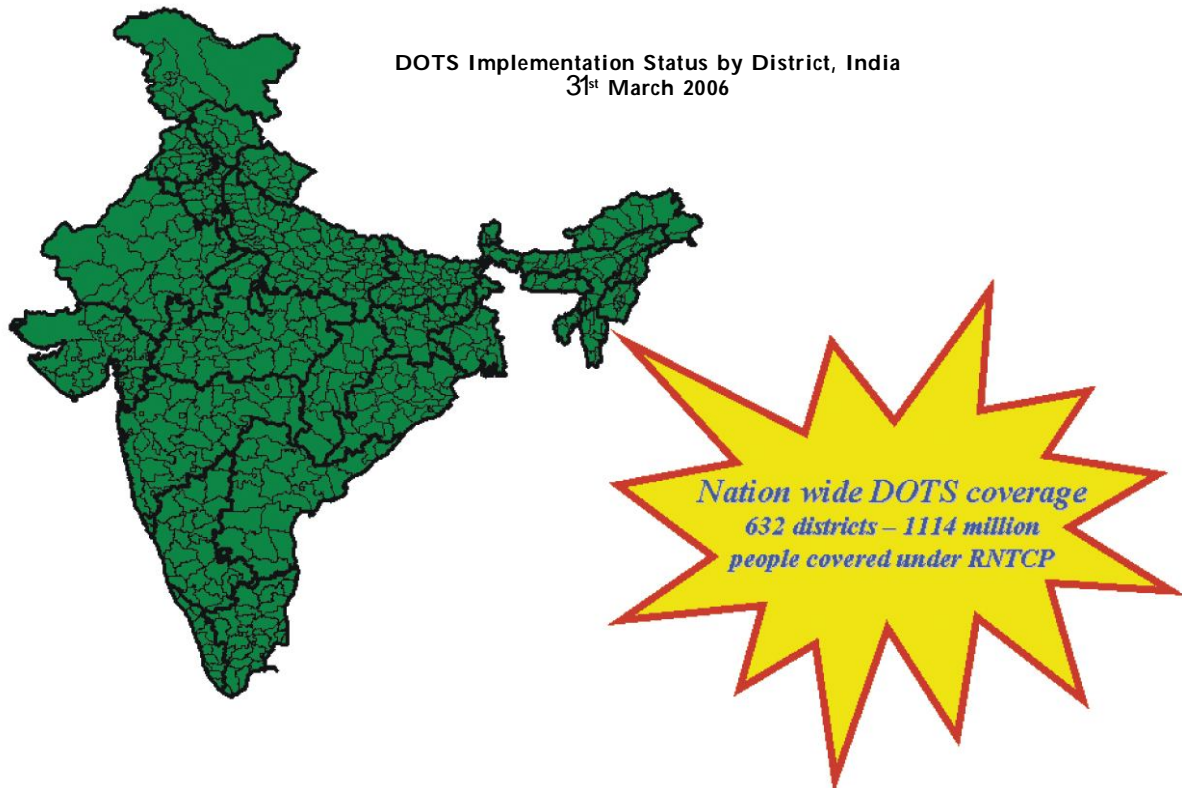 DOTS Implementation Status by District, India
31st March 2006
Nation wide DOTS coverage
632 districts – 1114 million
people covered under RNTCP